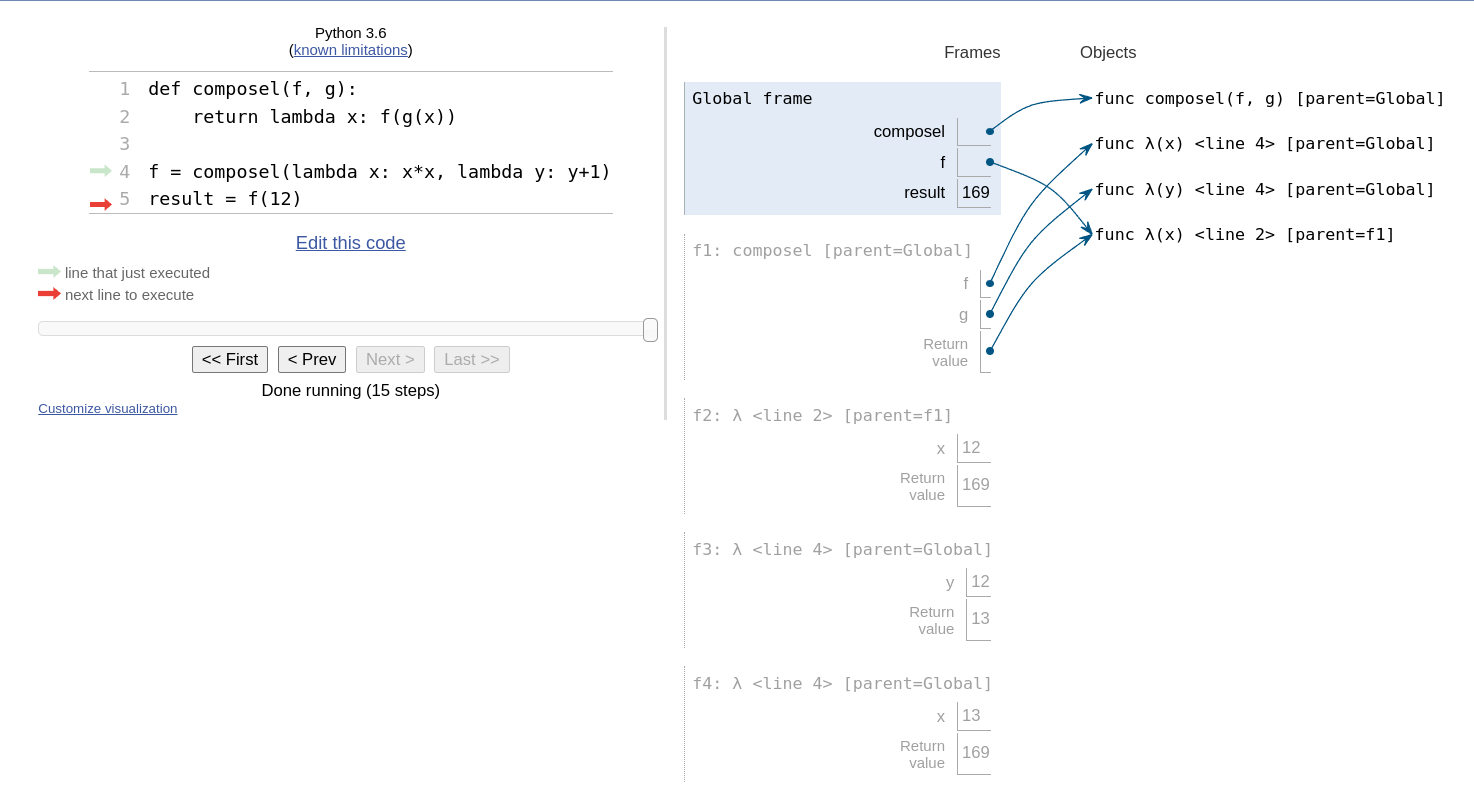 Python 3.6
(known limitations)
1 def composel(f, g):
2     return lambda x: f(g(x))
3
4 f = composel(lambda x: x*x, lambda y: y+1)
5 result = f(12)
Edit this code
line that just executed
next line to execute
<< First < Prev Next > Last >>
Done running (15 steps)
Customize visualization
Frames Objects
Global frame
composel
f
result 169
func composel(f, g) [parent=Global]
func λ(x) <line 4> [parent=Global]
func λ(y) <line 4> [parent=Global]
func λ(x) <line 2> [parent=f1]
f1: composel [parent=Global]
f
g
Return
value
f2: λ <line 2> [parent=f1]
x 12
Return
value 169
f3: λ <line 4> [parent=Global]
y 12
Return
value 13
f4: λ <line 4> [parent=Global]
x 13
Return
value 169